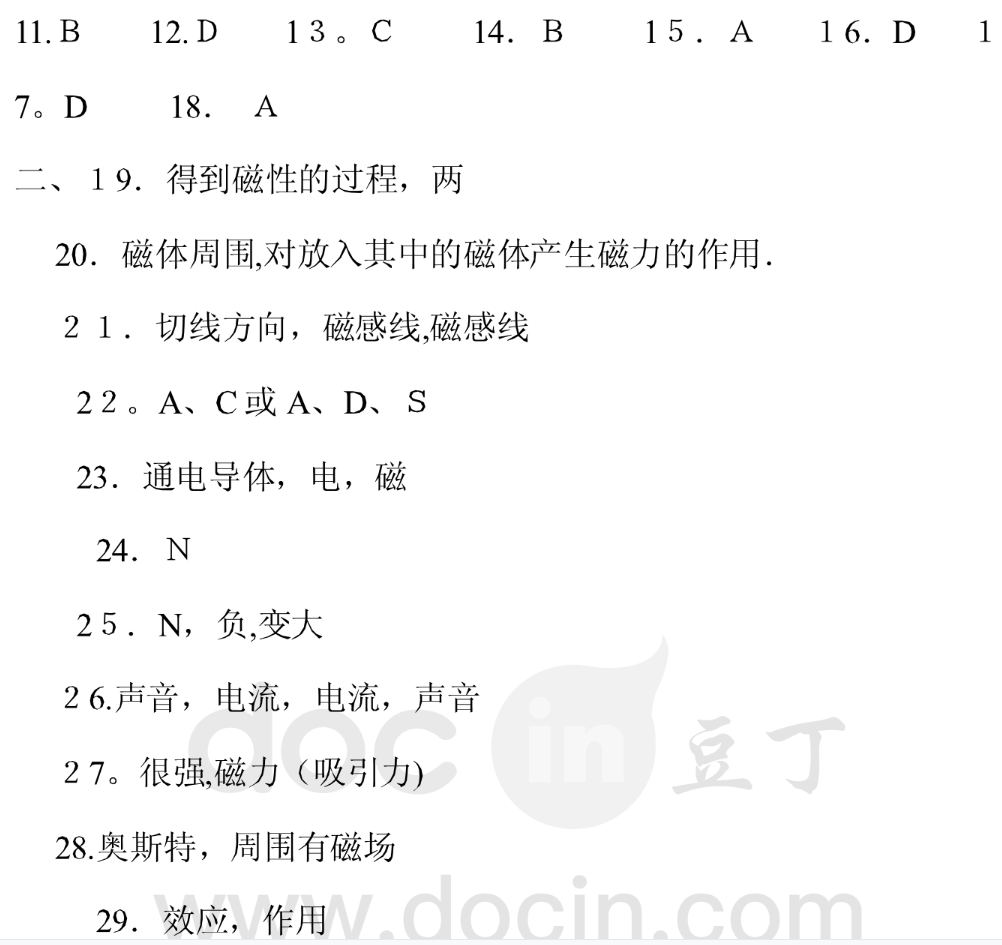 11. B 12. D 13。C 14． B 15．A 16．D 1
7。D 18． A
二、19．得到磁性的过程，两
20．磁体周围,对放入其中的磁体产生磁力的作用．
21．切线方向，磁感线,磁感线
22。A、C或 A、D、S
23．通电导体，电，磁
24． N
25．N，负,变大
26.声音，电流，电流，声音
27。很强,磁力（吸引力)
28.奥斯特，周围有磁场
29．效应，作用
docin 豆丁
www.docin.com